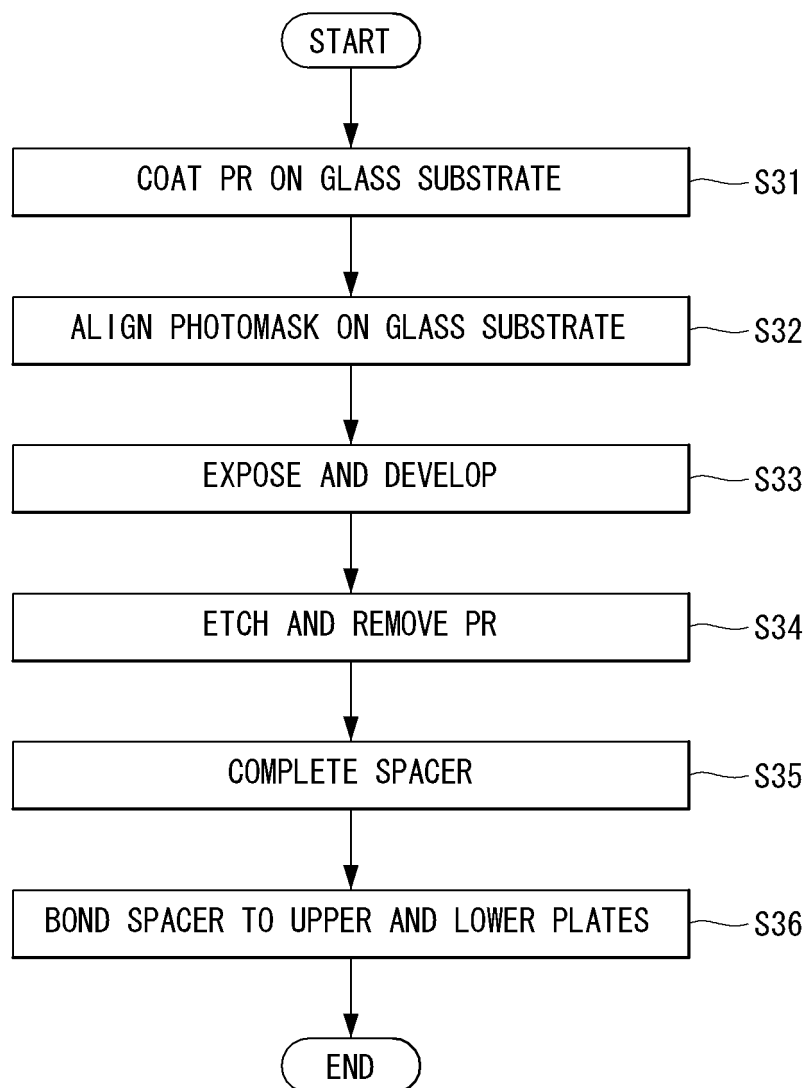 START
COAT PR ON GLASS SUBSTRATE
S31
ALIGN PHOTOMASK ON GLASS SUBSTRATE
S32
EXPOSE AND DEVELOP
S33
ETCH AND REMOVE PR
S34
COMPLETE SPACER
S35
BOND SPACER TO UPPER AND LOWER PLATES
S36
END